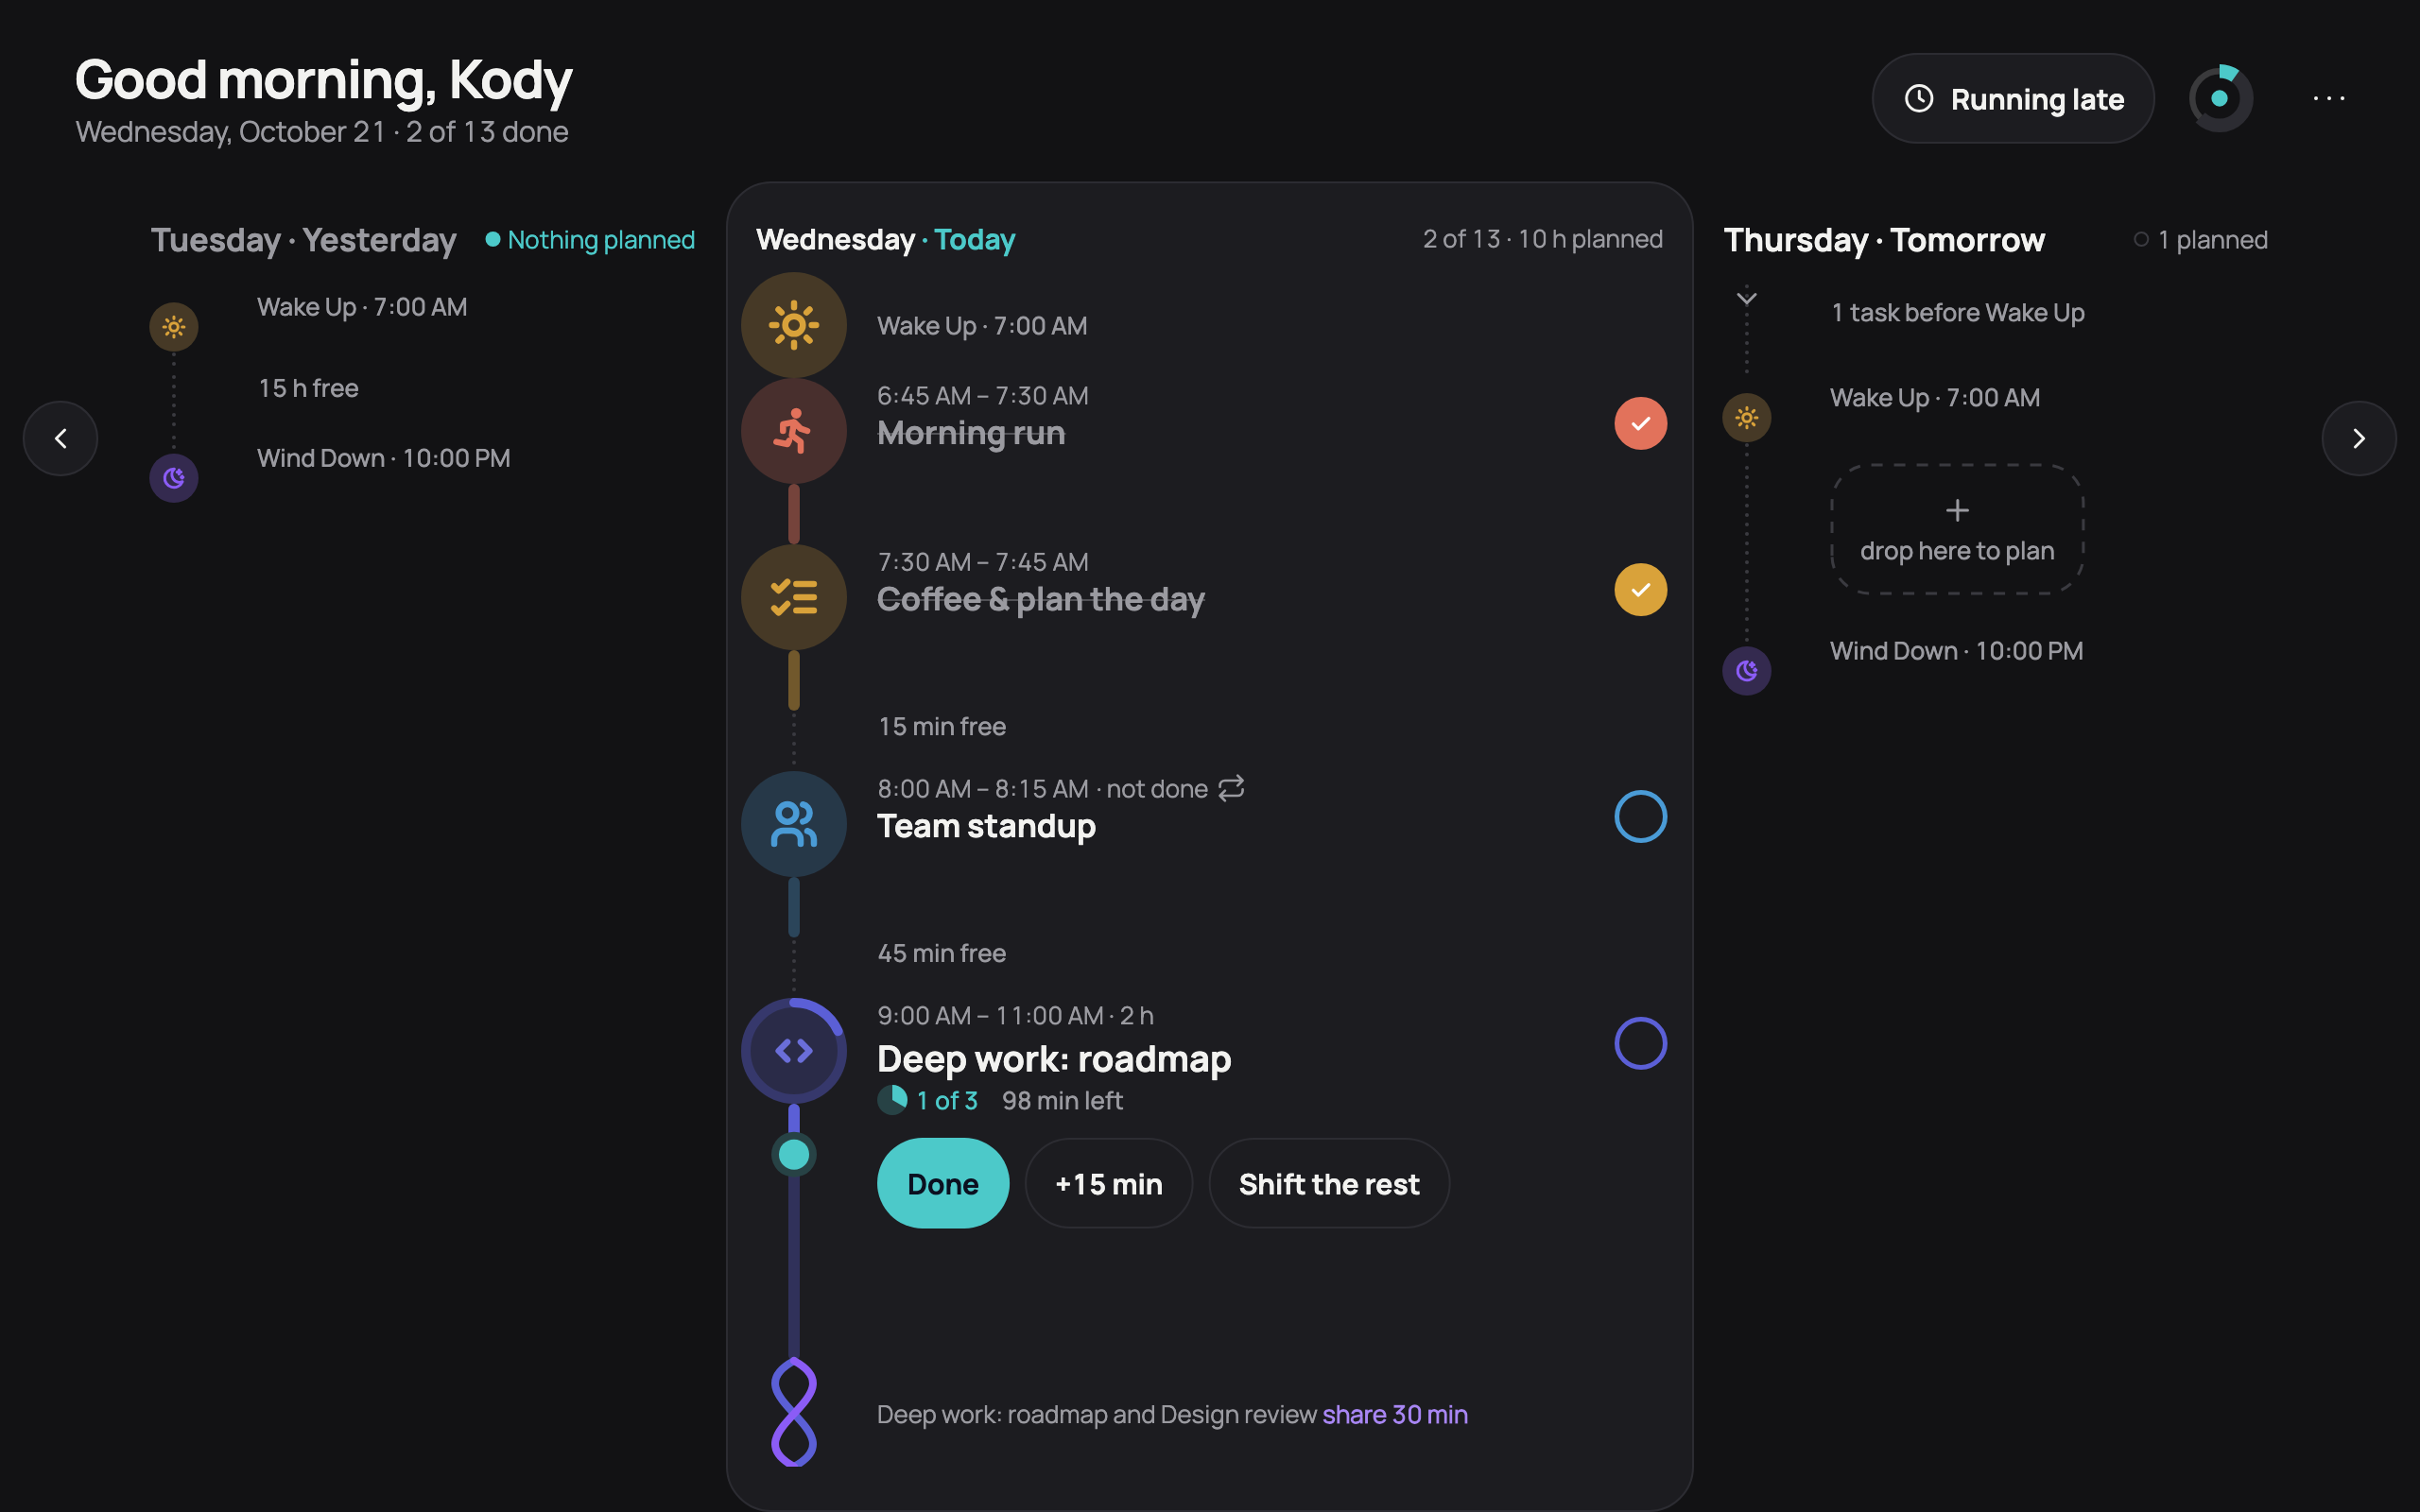 Good morning, Kody
Wednesday, October 21 · 2 of 13 done
Running late
Tuesday · Yesterday
Nothing planned
Wake Up · 7:00 AM
15 h free
Wind Down · 10:00 PM
Wednesday · Today
2 of 13 · 10 h planned
Wake Up · 7:00 AM
6:45 AM – 7:30 AM
Morning run
7:30 AM – 7:45 AM
Coffee & plan the day
15 min free
8:00 AM – 8:15 AM · not done
Team standup
45 min free
9:00 AM – 11:00 AM · 2 h
Deep work: roadmap
1 of 3 98 min left
Done
+15 min
Shift the rest
Deep work: roadmap and Design review share 30 min
Thursday · Tomorrow
1 planned
1 task before Wake Up
Wake Up · 7:00 AM
drop here to plan
Wind Down · 10:00 PM